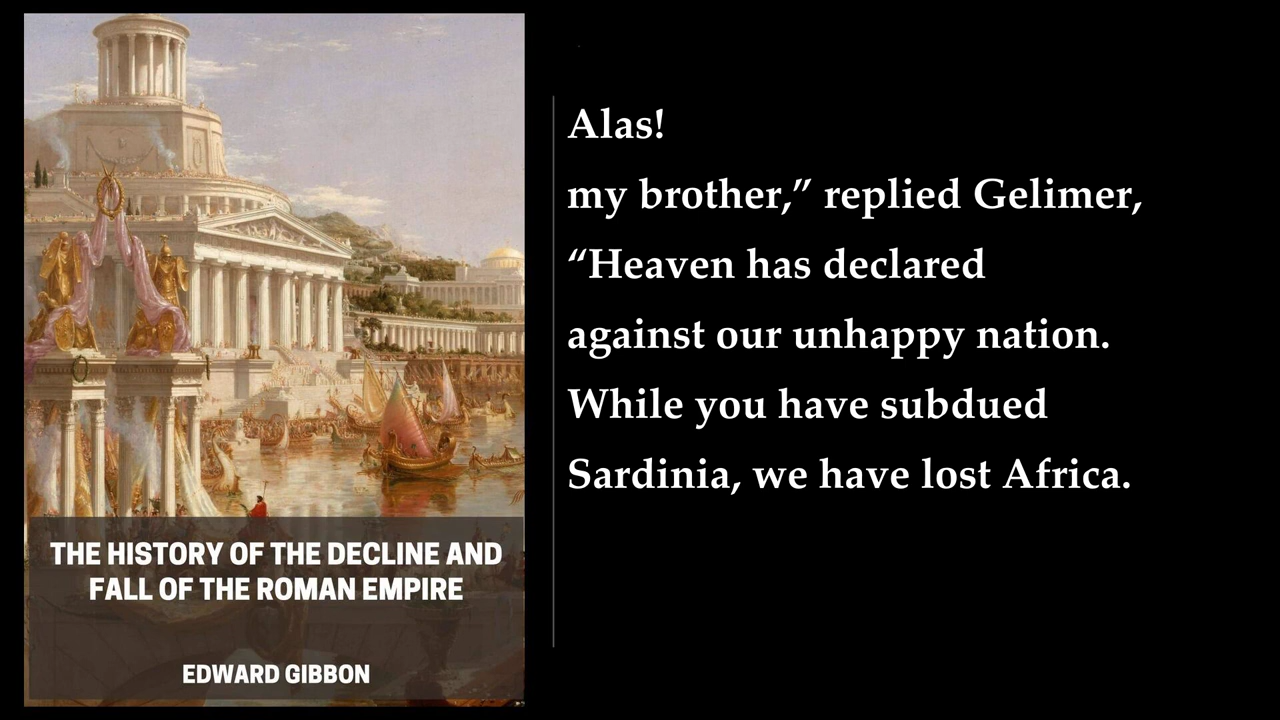 THE HISTORY OF THE DECLINE AND
FALL OF THE ROMAN EMPIRE
EDWARD GIBBON
Alas!
my brother,” replied Gelimer,
“Heaven has declared
against our unhappy nation.
While you have subdued
Sardinia, we have lost Africa.